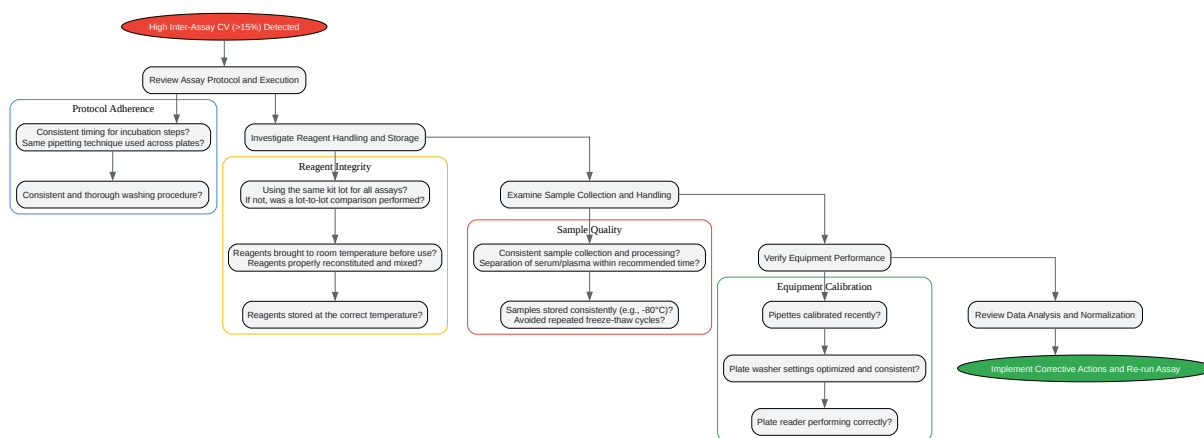 High Inter-Assay CV (>15%) Detected
Review Assay Protocol and Execution
Protocol Adherence
Consistent timing for incubation steps?
Same pipetting technique used across plates?
Consistent and thorough washing procedure?
Investigate Reagent Handling and Storage
Reagent Integrity
Using the same kit lot for all assays?
If not, was a lot-to-lot comparison performed?
Reagents brought to room temperature before use?
Reagents properly reconstituted and mixed?
Reagents stored at the correct temperature?
Examine Sample Collection and Handling
Sample Quality
Consistent sample collection and processing?
Separation of serum/plasma within recommended time?
Samples stored consistently (e.g., -80°C)?
Avoided repeated freeze-thaw cycles?
Verify Equipment Performance
Equipment Calibration
Pipettes calibrated recently?
Plate washer settings optimized and consistent?
Plate reader performing correctly?
Review Data Analysis and Normalization
Implement Corrective Actions and Re-run Assay